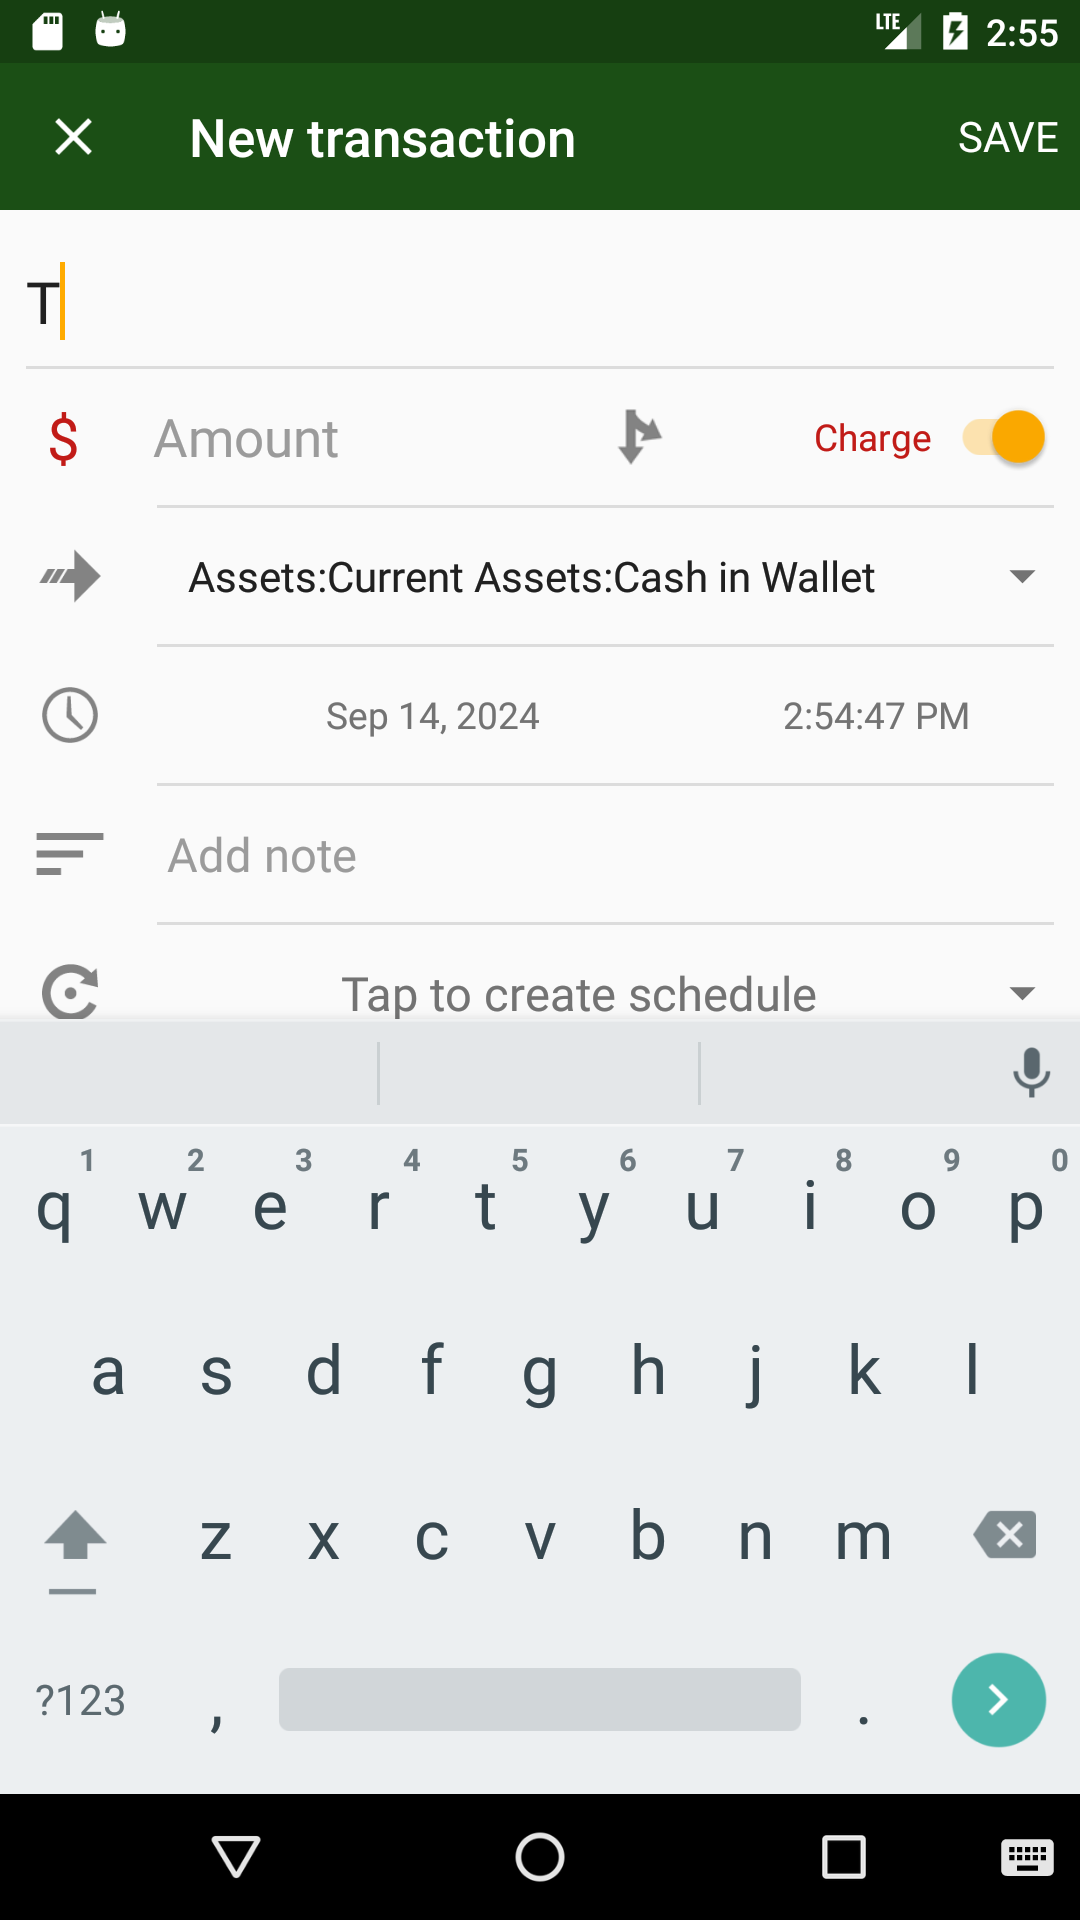 LTE 2:55
New transaction SAVE
T
$ Amount Charge
Assets:Current Assets:Cash in Wallet
Sep 14, 2024 2:54:47 PM
Add note
Tap to create schedule
1 2 3 4 5 6 7 8 9 0
q w e r t y u i o p
a s d f g h j k l
z x c v b n m
?123 , .